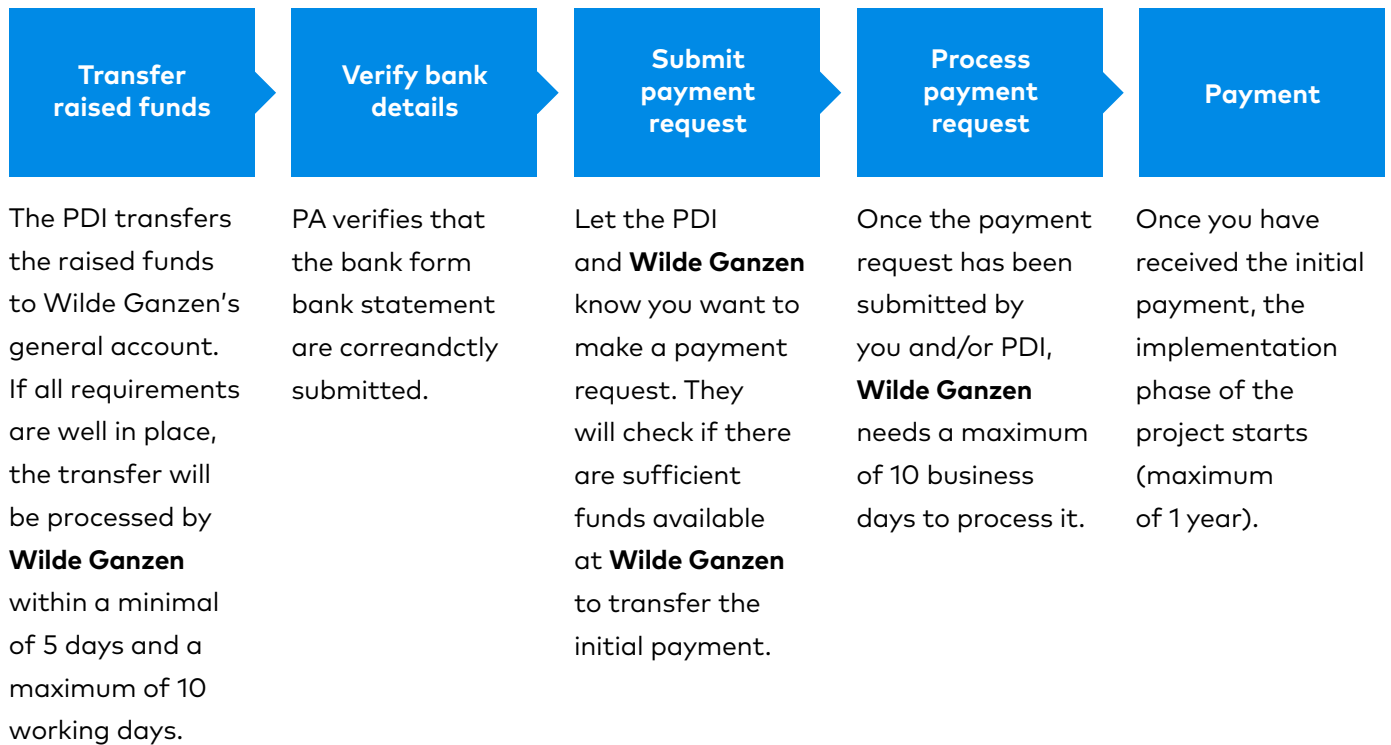 Transfer
raised funds
The PDI transfers
the raised funds
to Wilde Ganzen’s
general account.
If all requirements
are well in place,
the transfer will
be processed by
Wilde Ganzen
within a minimal
of 5 days and a
maximum of 10
working days.
Verify bank
details
PA verifies that
the bank form
bank statement
are correandctly
submitted.
Submit
payment
request
Let the PDI
and Wilde Ganzen
know you want to
make a payment
request. They
will check if there
are sufficient
funds available
at Wilde Ganzen
to transfer the
initial payment.
Process
payment
request
Once the payment
request has been
submitted by
you and/or PDI,
Wilde Ganzen
needs a maximum
of 10 business
days to process it.
Payment
Once you have
received the initial
payment, the
implementation
phase of the
project starts
(maximum
of 1 year).